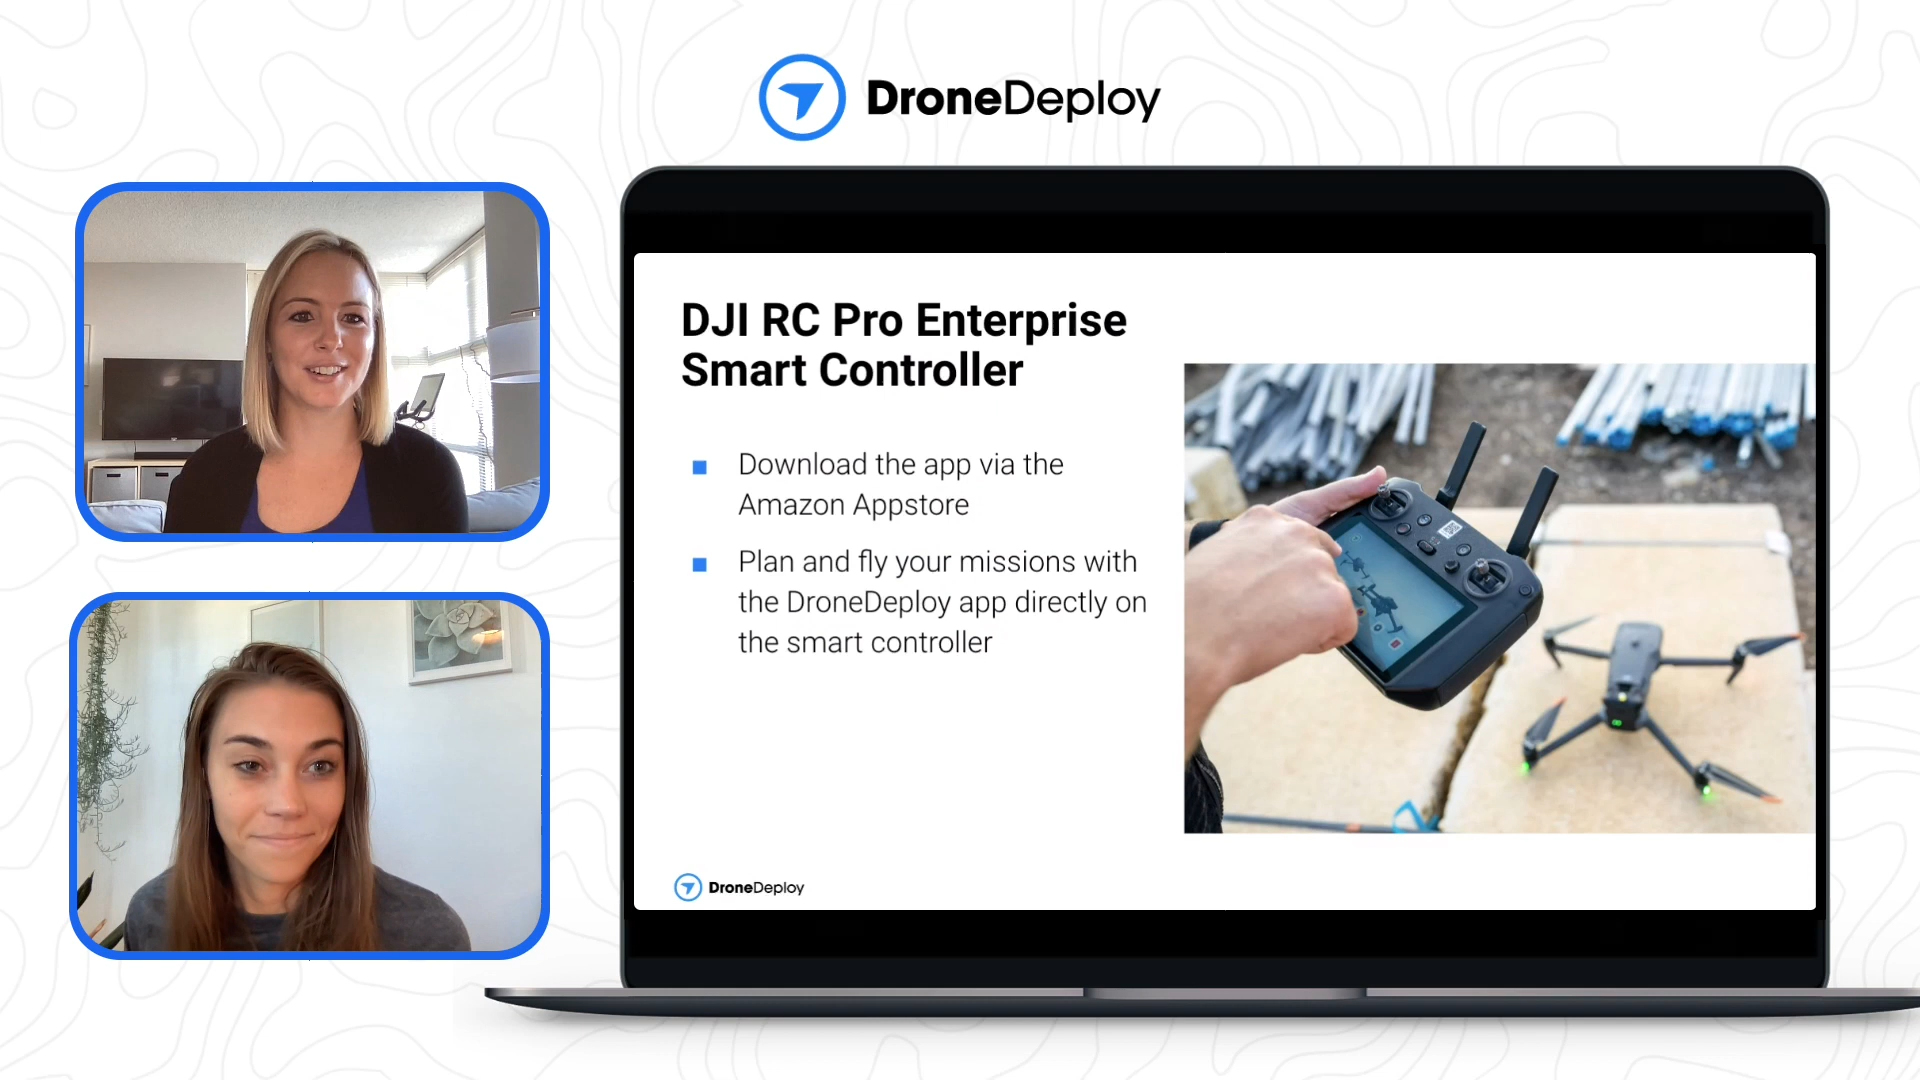 DroneDeploy
DJI RC Pro Enterprise
Smart Controller
Download the app via the
Amazon Appstore
Plan and fly your missions with
the DroneDeploy app directly on
the smart controller
DroneDeploy